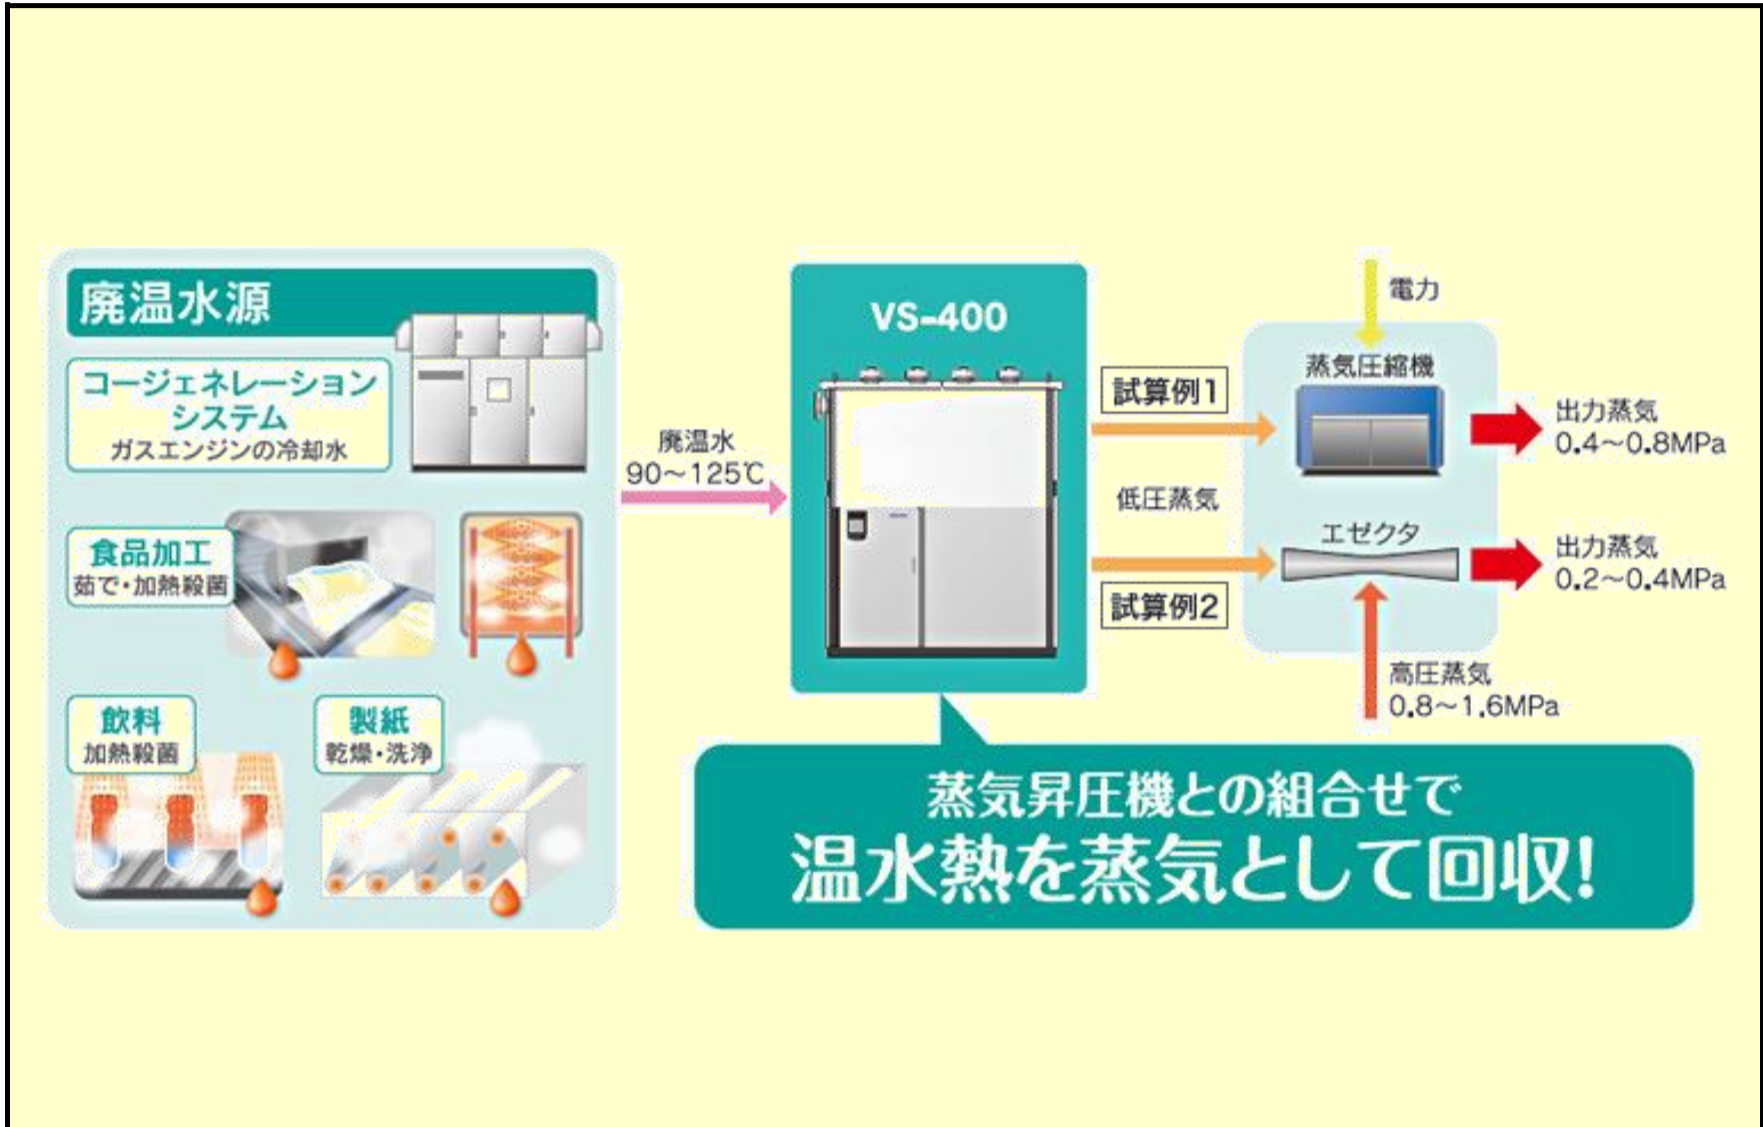 廃温水源
コージェネレーション
システム
ガスエンジンの冷却水
食品加工
茹で・加熱殺菌
飲料
加熱殺菌
製紙
乾燥・洗浄
廃温水
90～125℃
VS-400
試算例1
低圧蒸気
試算例2
電力
蒸気圧縮機
出力蒸気
0.4～0.8MPa
エゼクタ
出力蒸気
0.2～0.4MPa
高圧蒸気
0.8～1.6MPa
蒸気昇圧機との組合せで
温水熱を蒸気として回収!